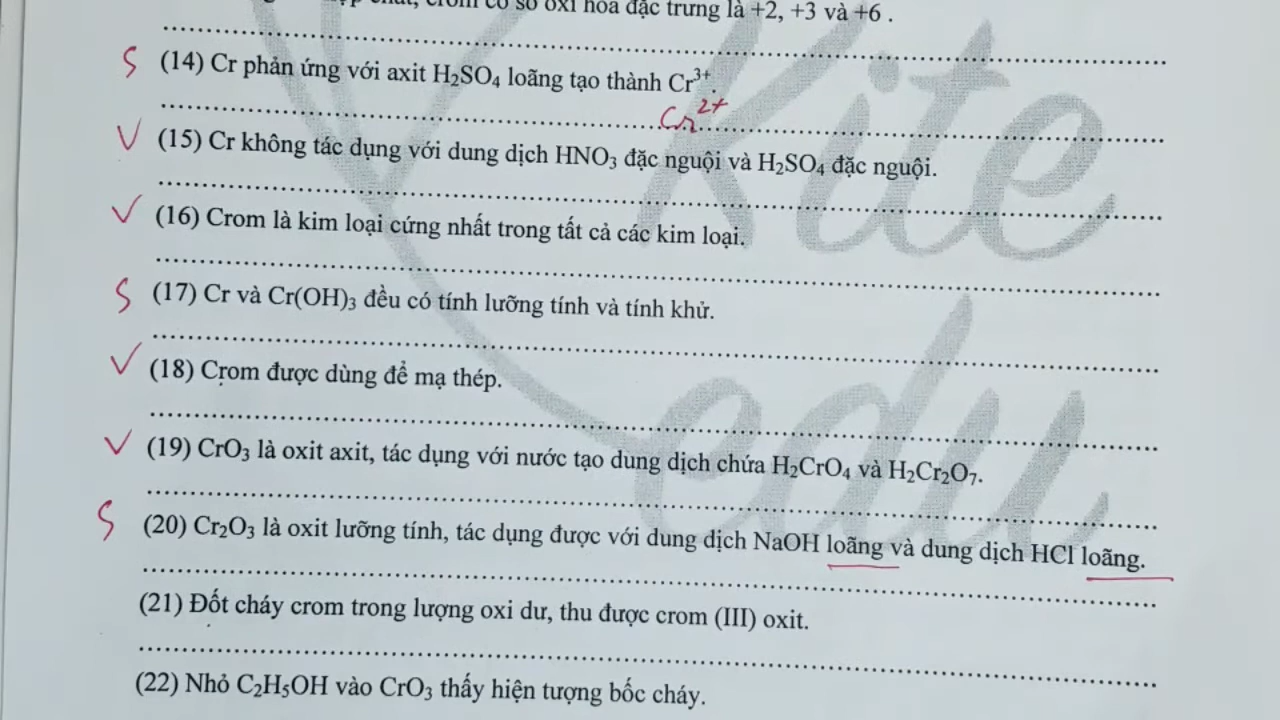 chất, crom có số oxi hóa đặc trưng là +2, +3 và +6 .
S (14) Cr phản ứng với axit H₂SO₄ loãng tạo thành Cr³⁺.
Cr²⁺
(15) Cr không tác dụng với dung dịch HNO₃ đặc nguội và H₂SO₄ đặc nguội.
(16) Crom là kim loại cứng nhất trong tất cả các kim loại.
S (17) Cr và Cr(OH)₃ đều có tính lưỡng tính và tính khử.
(18) Crom được dùng để mạ thép.
(19) CrO₃ là oxit axit, tác dụng với nước tạo dung dịch chứa H₂CrO₄ và H₂Cr₂O₇.
S (20) Cr₂O₃ là oxit lưỡng tính, tác dụng được với dung dịch NaOH loãng và dung dịch HCl loãng.
(21) Đốt cháy crom trong lượng oxi dư, thu được crom (III) oxit.
(22) Nhỏ C₂H₅OH vào CrO₃ thấy hiện tượng bốc cháy.
Kite
edu